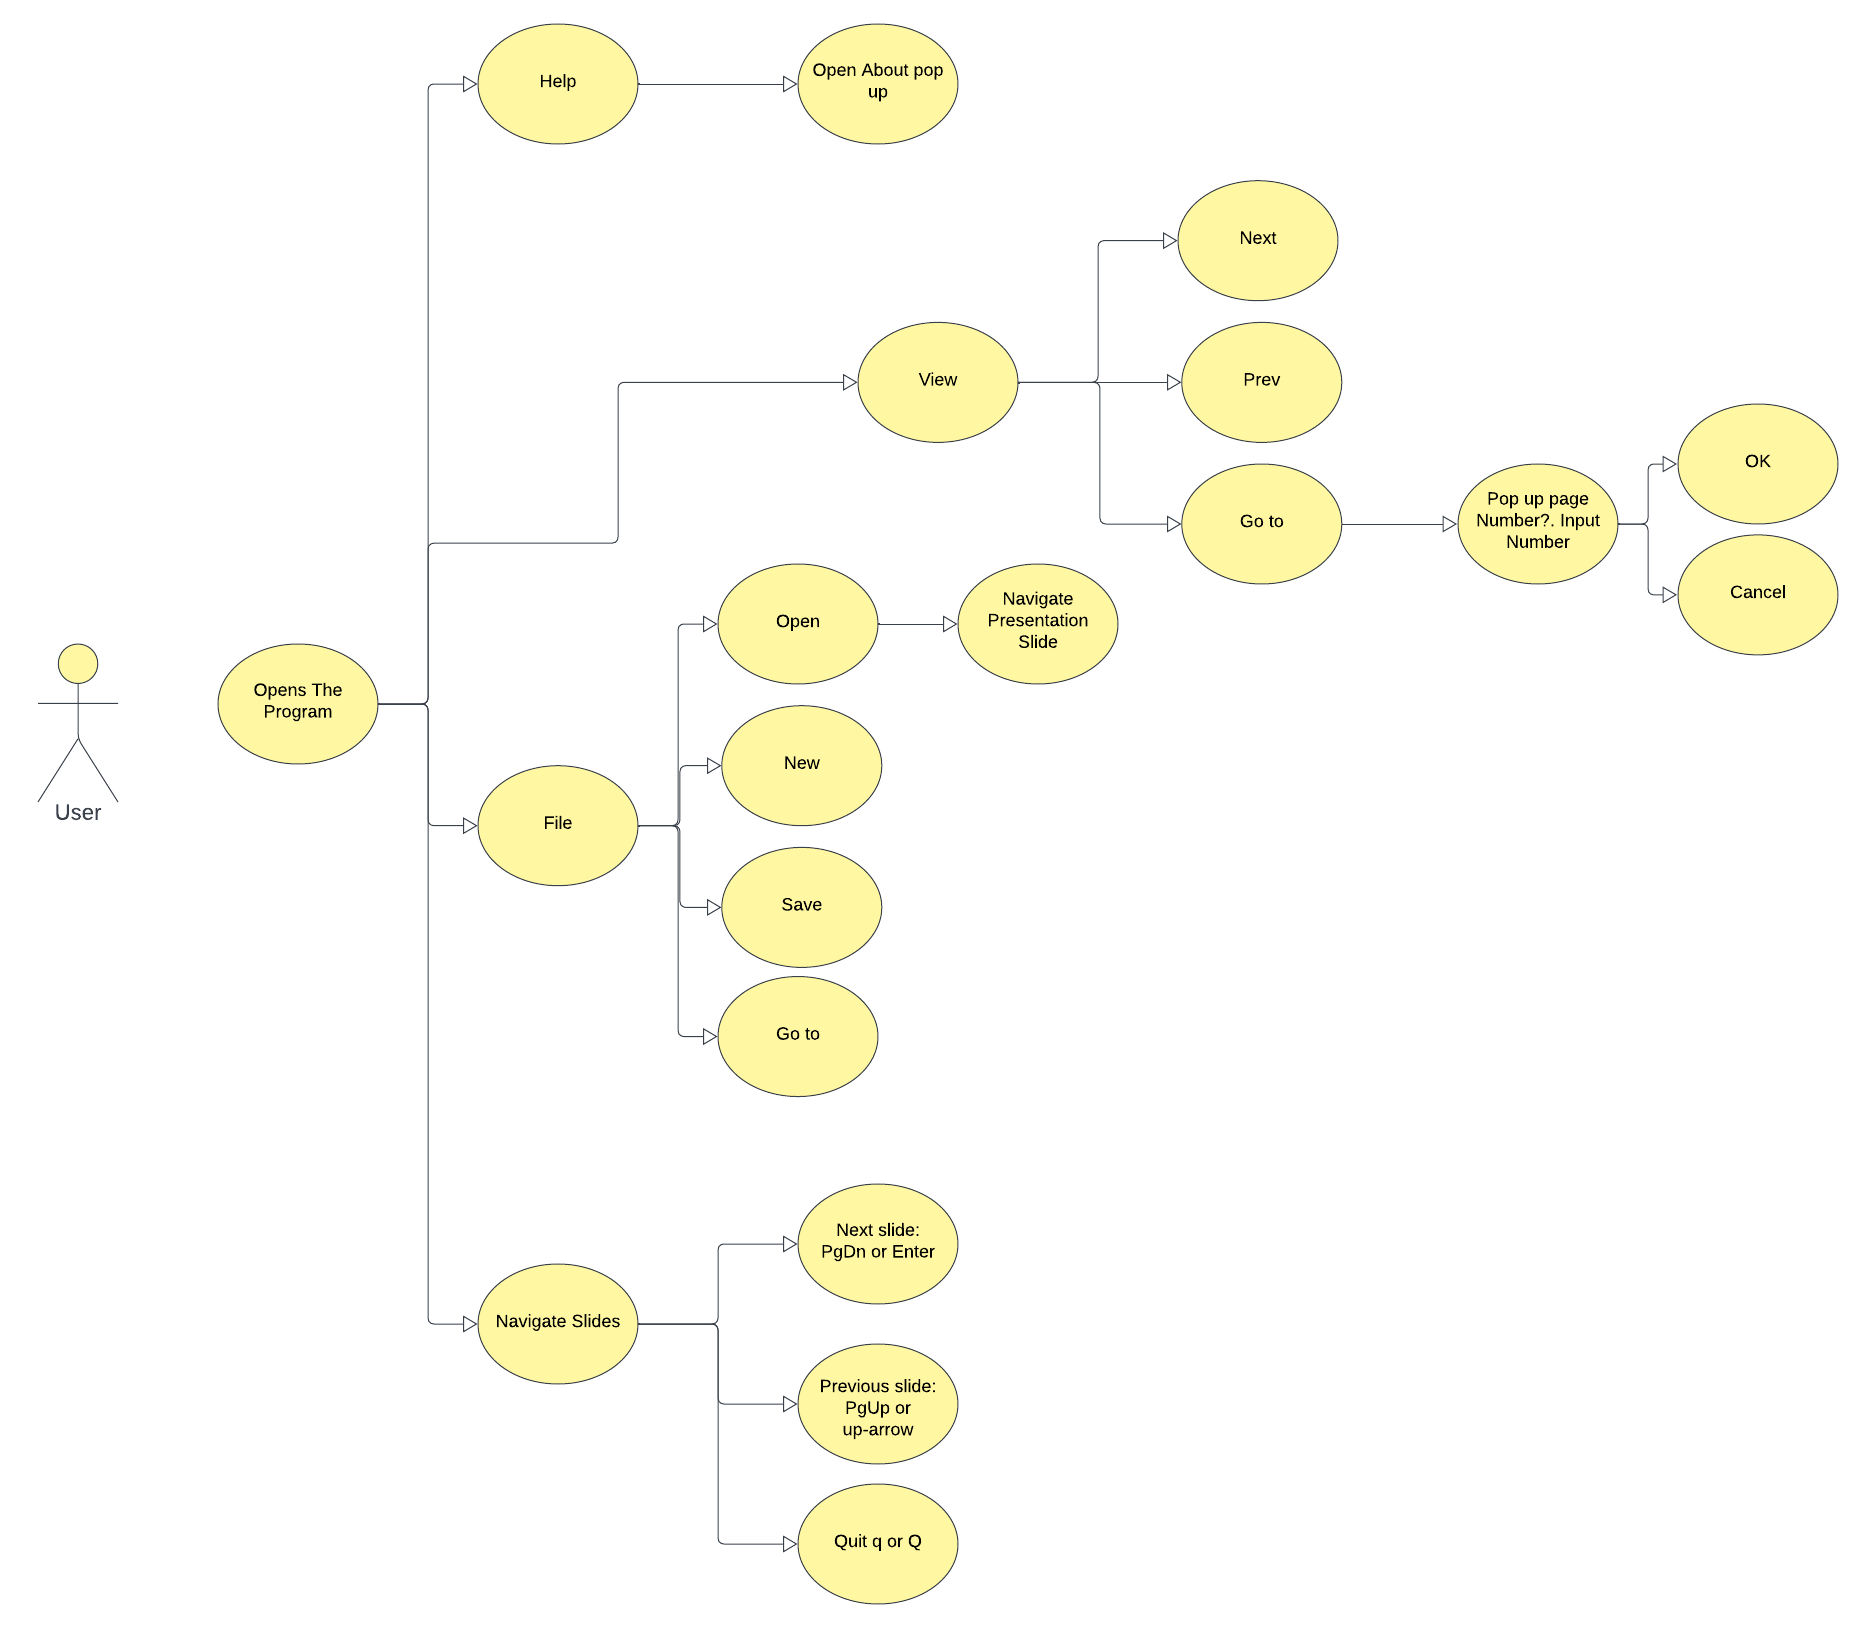 Help
Open About pop
up
Next
View
Prev
Go to
Pop up page
Number?. Input
Number
OK
Cancel
Open
Navigate
Presentation
Slide
User
Opens The
Program
File
New
Save
Go to
Navigate Slides
Next slide:
PgDn or Enter
Previous slide:
PgUp or
up-arrow
Quit q or Q